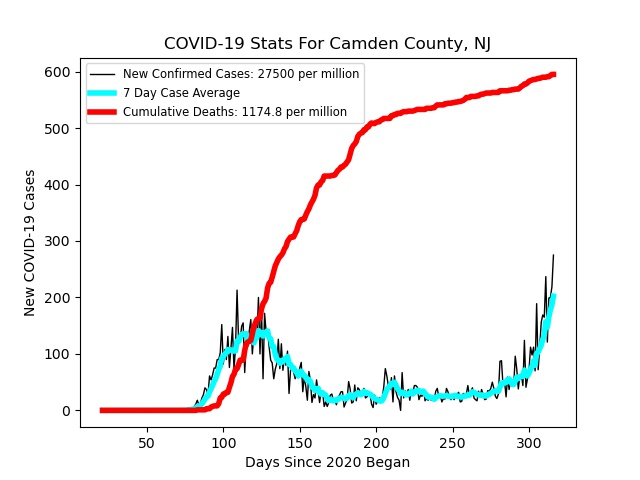 COVID-19 Stats For Camden County, NJ
New Confirmed Cases: 27500 per million
7 Day Case Average
Cumulative Deaths: 1174.8 per million
New COVID-19 Cases
600
500
400
300
200
100
0
50 100 150 200 250 300
Days Since 2020 Began